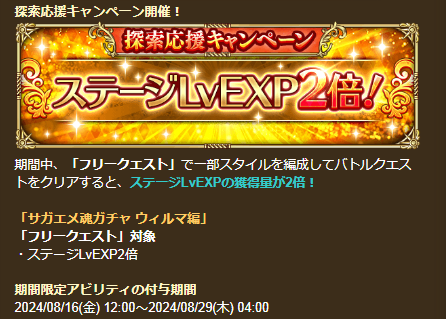 探索応援キャンペーン開催！
探索応援キャンペーン
ステージLvEXP2倍!
期間中、「フリークエスト」で一部スタイルを編成してバトルクエス
トをクリアすると、ステージLvEXPの獲得星が2倍！
「サガエメ魂ガチャ ウィルマ編」
「フリークエスト」対象
・ステージLvEXP2倍
期間限定アビリティの付与期間
2024/08/16(金) 12:00～2024/08/29(木) 04:00